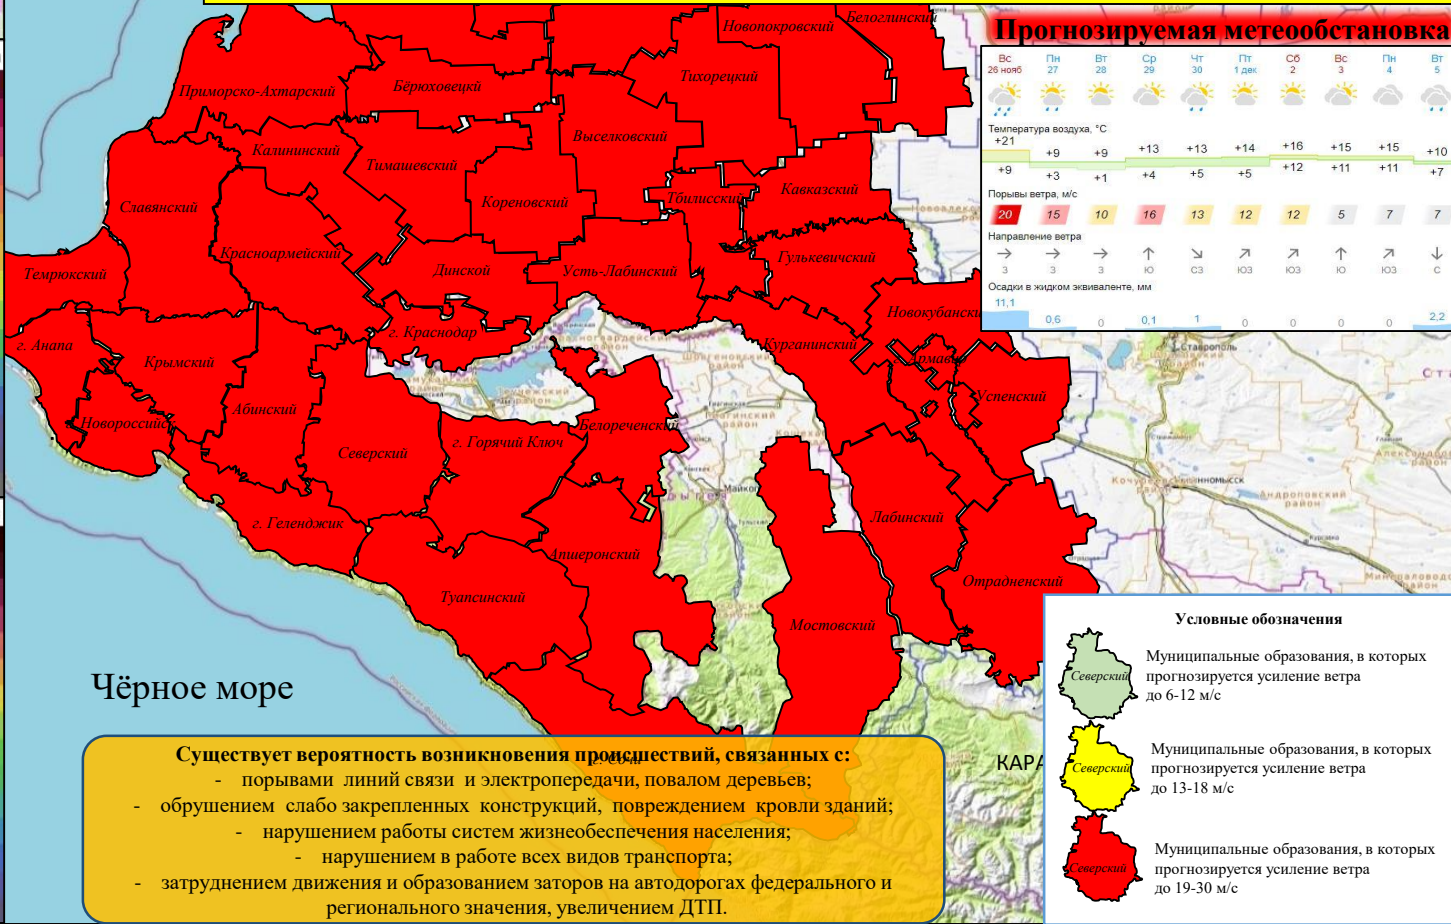 Прогнозируемая метеообстановка
Вс Пн Вт Ср Чт Пт Сб Вс Пн Вт
26 нояб 27 28 29 30 1 дек 2 3 4 5
Температура воздуха, °C
+21 +9 +9 +13 +13 +14 +16 +15 +15 +10
+9 +3 +1 +4 +5 +5 +12 +11 +11 +7
Порывы ветра, м/с
20 15 10 16 13 12 12 5 7 7
Направление ветра
З З З Ю СЗ ЮЗ ЮЗ Ю ЮЗ С
Осадки в жидком эквиваленте, мм
11,1 0,6 0 0,1 1 0 0 0 0 2,2
Новопокровский
Белоглинский
Тихорецкий
Приморско-Ахтарский
Брюховецкй
Выселковский
Калининский
Тимашевский
Кореновский
Тбилисский
Кавказский
Славянский
Красноармейский
Динской
Усть-Лабинский
Гулькевичский
Темрюкский
Новокубанский
г. Краснодар
г. Анапа
Крымский
Курганинский
г. Армавир
Успенский
г. Новороссийск
Абинский
Северский
г. Горячий Ключ
Белореченский
г. Геленджик
Апшеронский
Лабинский
Туапсинский
Мостовский
Отрадненский
г. Сочи
Ставрополь
Майкоп
Чёрное море
КАРА
Существует вероятность возникновения происшествий, связанных с:
- порывами линий связи и электропередачи, повалом деревьев;
- обрушением слабо закрепленных конструкций, повреждением кровли зданий;
- нарушением работы систем жизнеобеспечения населения;
- нарушением в работе всех видов транспорта;
- затруднением движения и образованием заторов на автодорогах федерального и
регионального значения, увеличением ДТП.
Условные обозначения
Северский
Муниципальные образования, в которых
прогнозируется усиление ветра
до 6-12 м/с
Северский
Муниципальные образования, в которых
прогнозируется усиление ветра
до 13-18 м/с
Северский
Муниципальные образования, в которых
прогнозируется усиление ветра
до 19-30 м/с